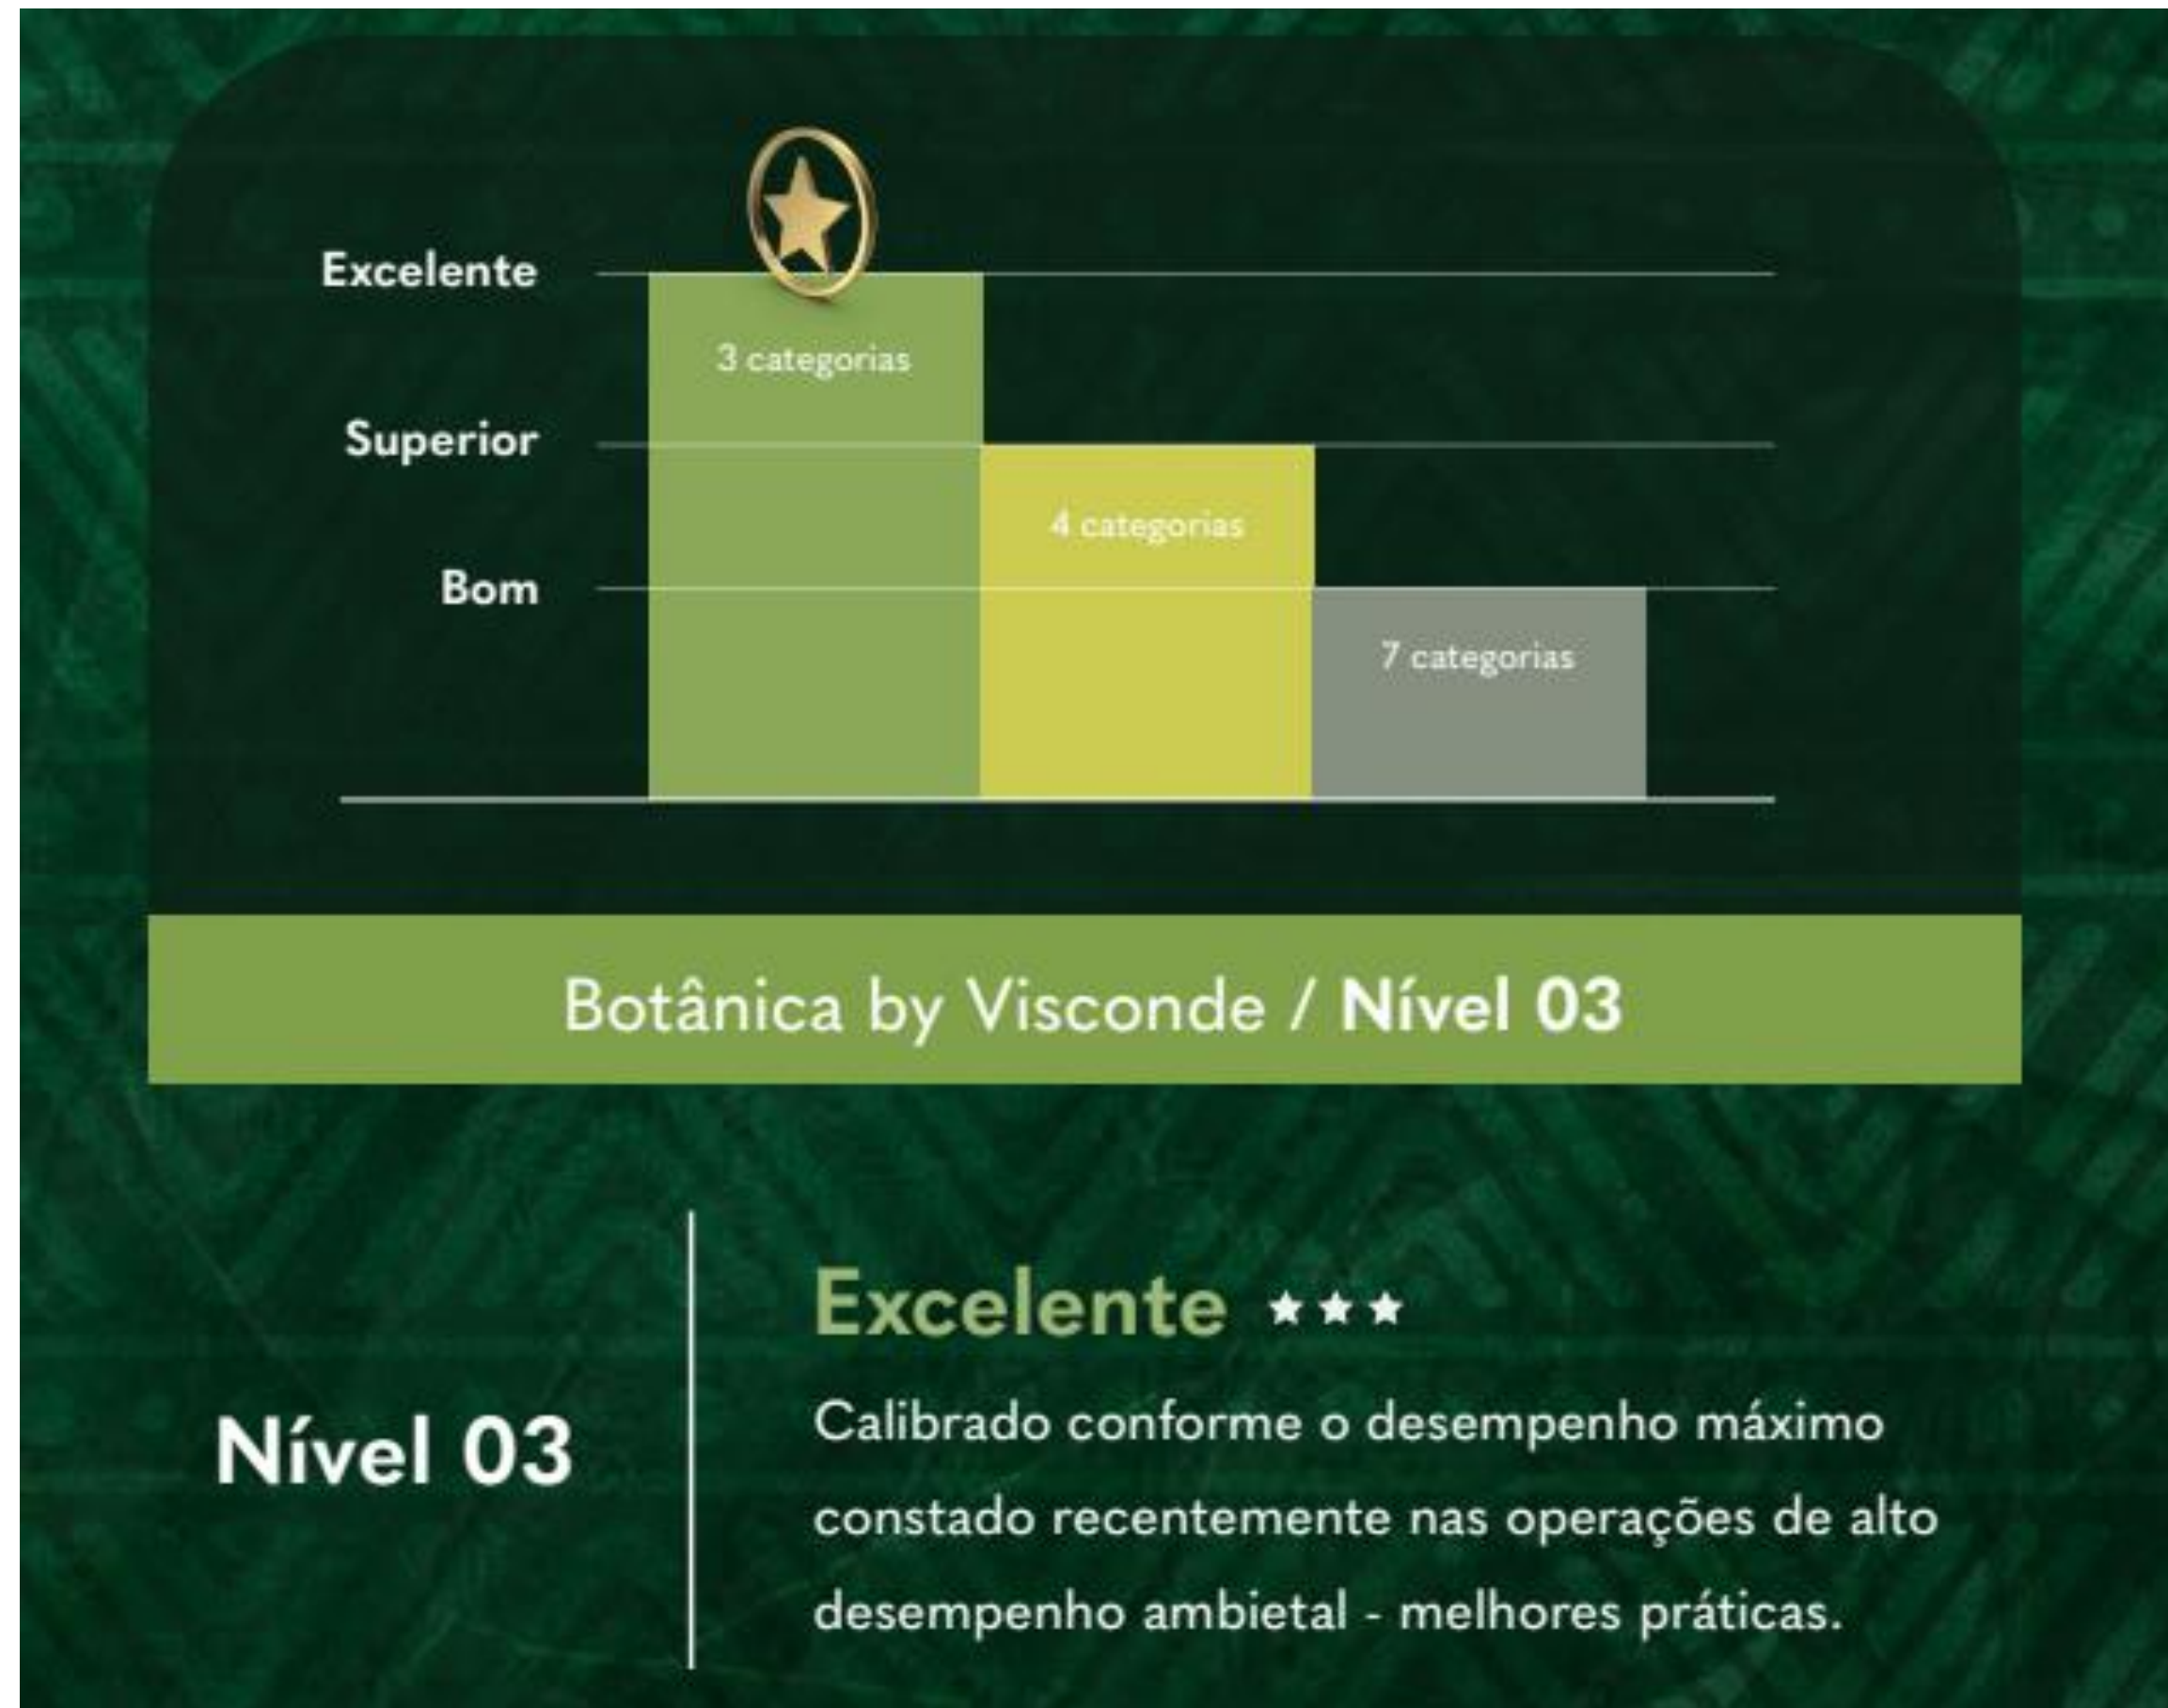 Excelente
3 categorias
Superior
4 categorias
Bom
7 categorias
Botânica by Visconde / Nível 03
Nível 03
Excelente
Calibrado conforme o desempenho máximo
constado recentemente nas operações de alto
desempenho ambietal - melhores práticas.